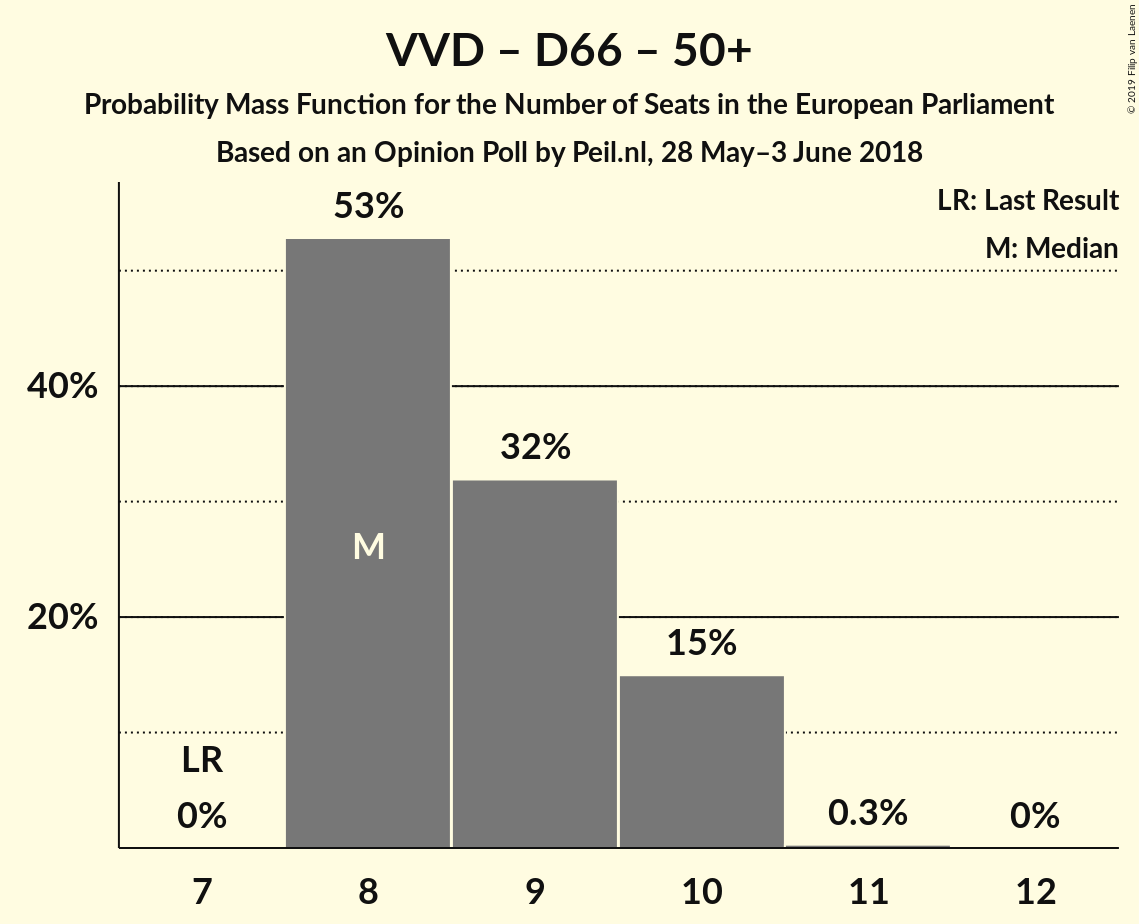 VVD – D66 – 50+
Probability Mass Function for the Number of Seats in the European Parliament
Based on an Opinion Poll by Peil.nl, 28 May–3 June 2018
© 2019 Filip van Laenen
LR: Last Result
M: Median
53%
40%
32%
M
20%
15%
LR
0%
0.3%
0%
7 8 9 10 11 12